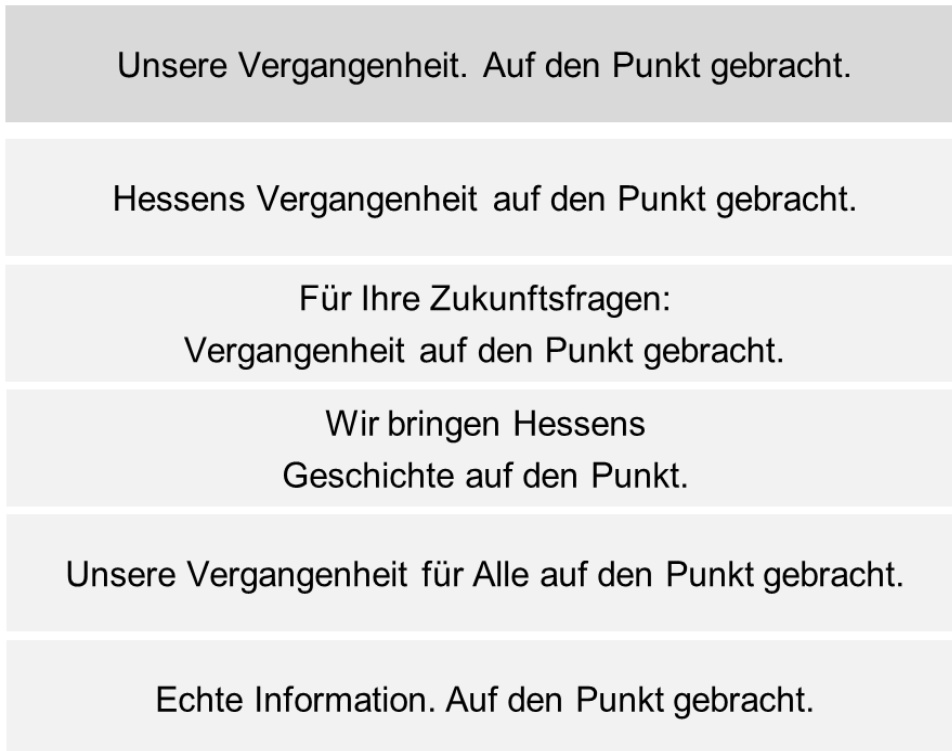 Unsere Vergangenheit. Auf den Punkt gebracht.
Hessens Vergangenheit auf den Punkt gebracht.
Für Ihre Zukunftsfragen:
Vergangenheit auf den Punkt gebracht.
Wir bringen Hessens
Geschichte auf den Punkt.
Unsere Vergangenheit für Alle auf den Punkt gebracht.
Echte Information. Auf den Punkt gebracht.